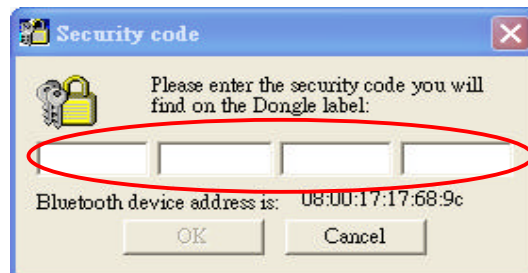 Security code
Please enter the security code you will
find on the Dongle label:
Bluetooth device address is: 08:00:17:17:68:9c
OK Cancel